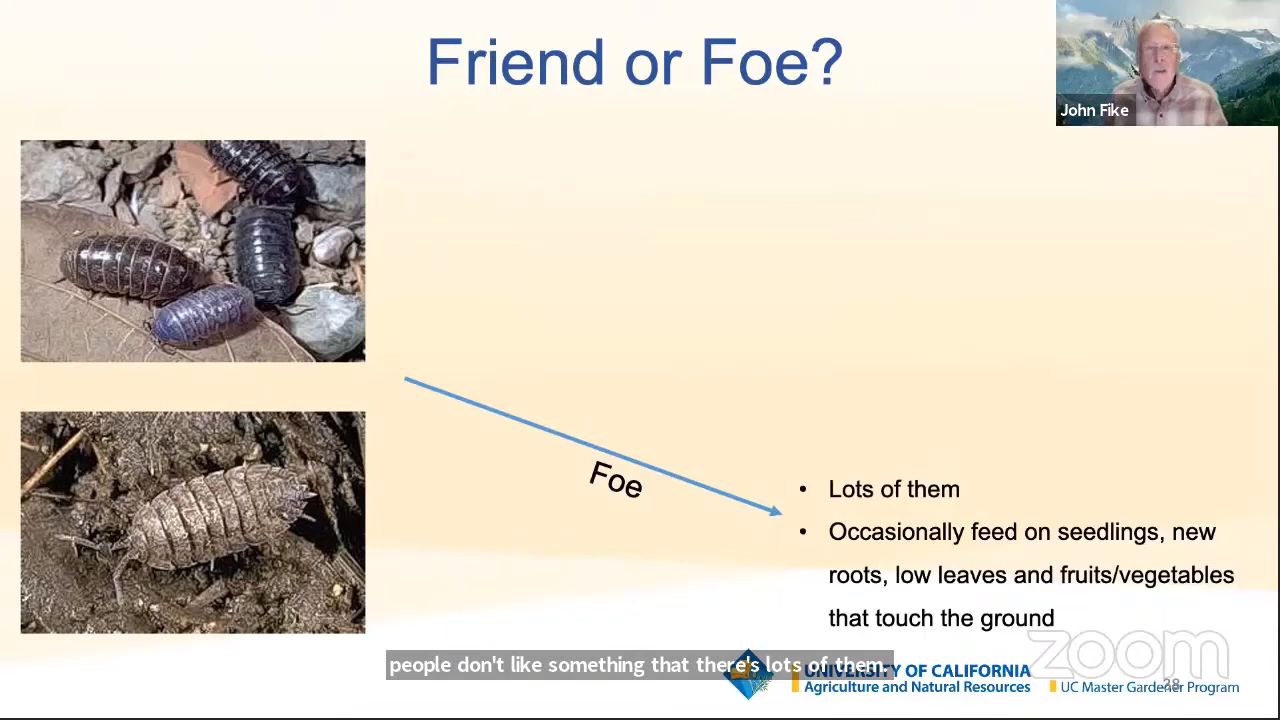 Friend or Foe?
John Fike
Foe
• Lots of them
• Occasionally feed on seedlings, new
roots, low leaves and fruits/vegetables
that touch the ground
people don't like something that there's lots of them.
UNIVERSITY OF CALIFORNIA
Agriculture and Natural Resources
UC Master Gardener Program
28
zoom